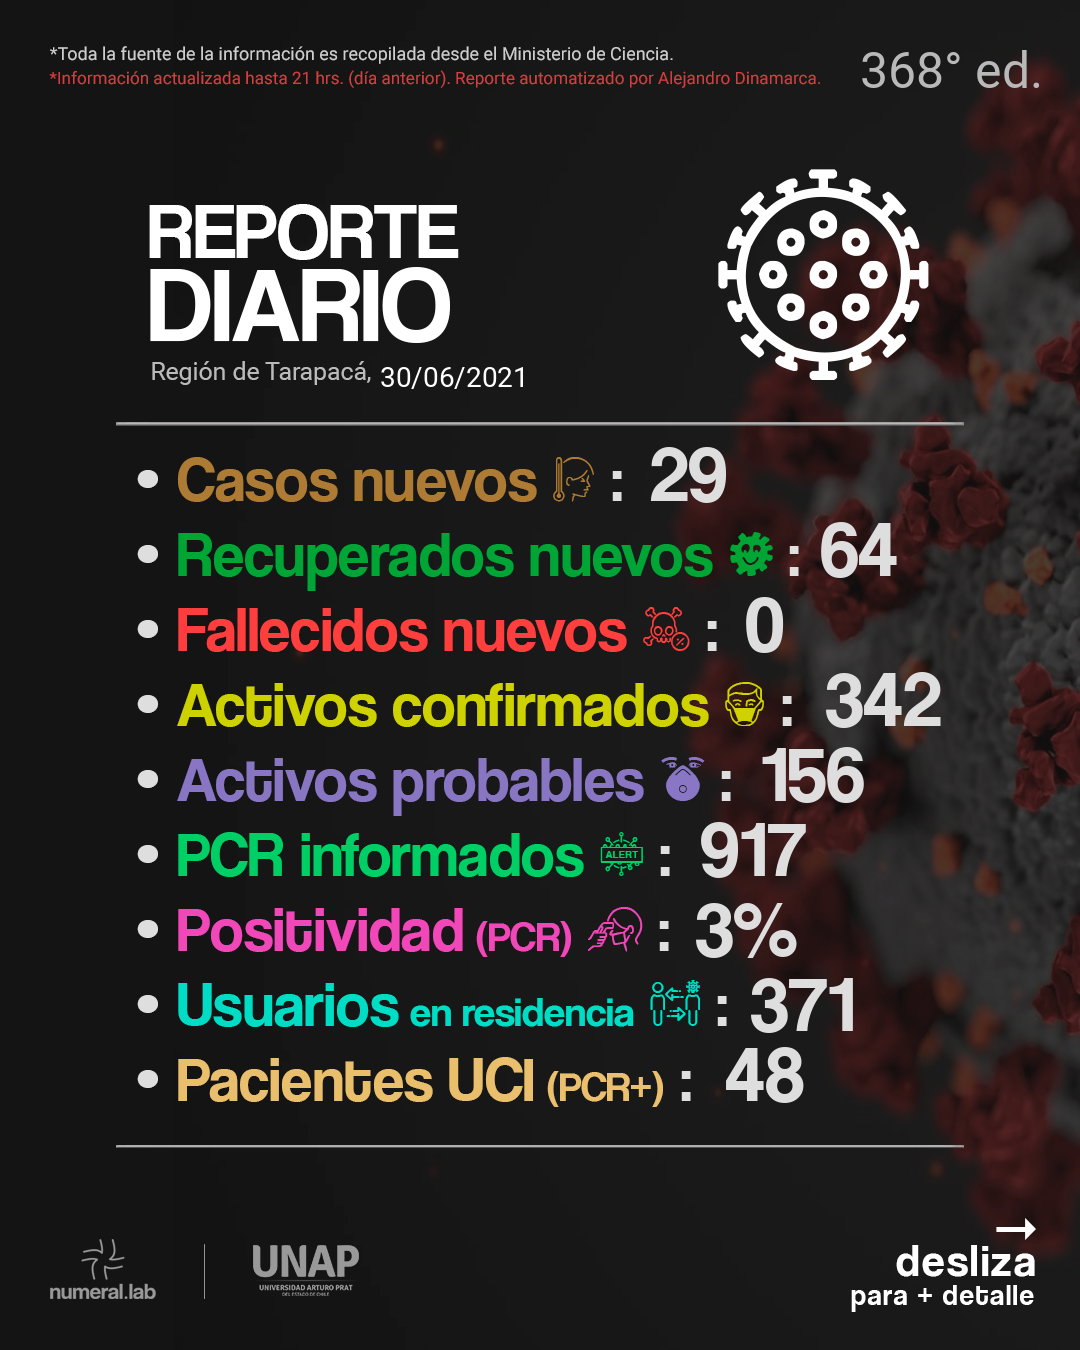 *Toda la fuente de la información es recopilada desde el Ministerio de Ciencia.
*Información actualizada hasta 21 hrs. (día anterior). Reporte automatizado por Alejandro Dinamarca.
368° ed.
REPORTE
DIARIO
Región de Tarapacá, 30/06/2021
• Casos nuevos : 29
• Recuperados nuevos : 64
• Fallecidos nuevos : 0
• Activos confirmados : 342
• Activos probables : 156
• PCR informados ALERT : 917
• Positividad (PCR) : 3%
• Usuarios en residencia : 371
• Pacientes UCI (PCR+) : 48
numeral.lab
UNAP
UNIVERSIDAD ARTURO PRAT
DEL ESTADO DE CHILE
desliza
para + detalle